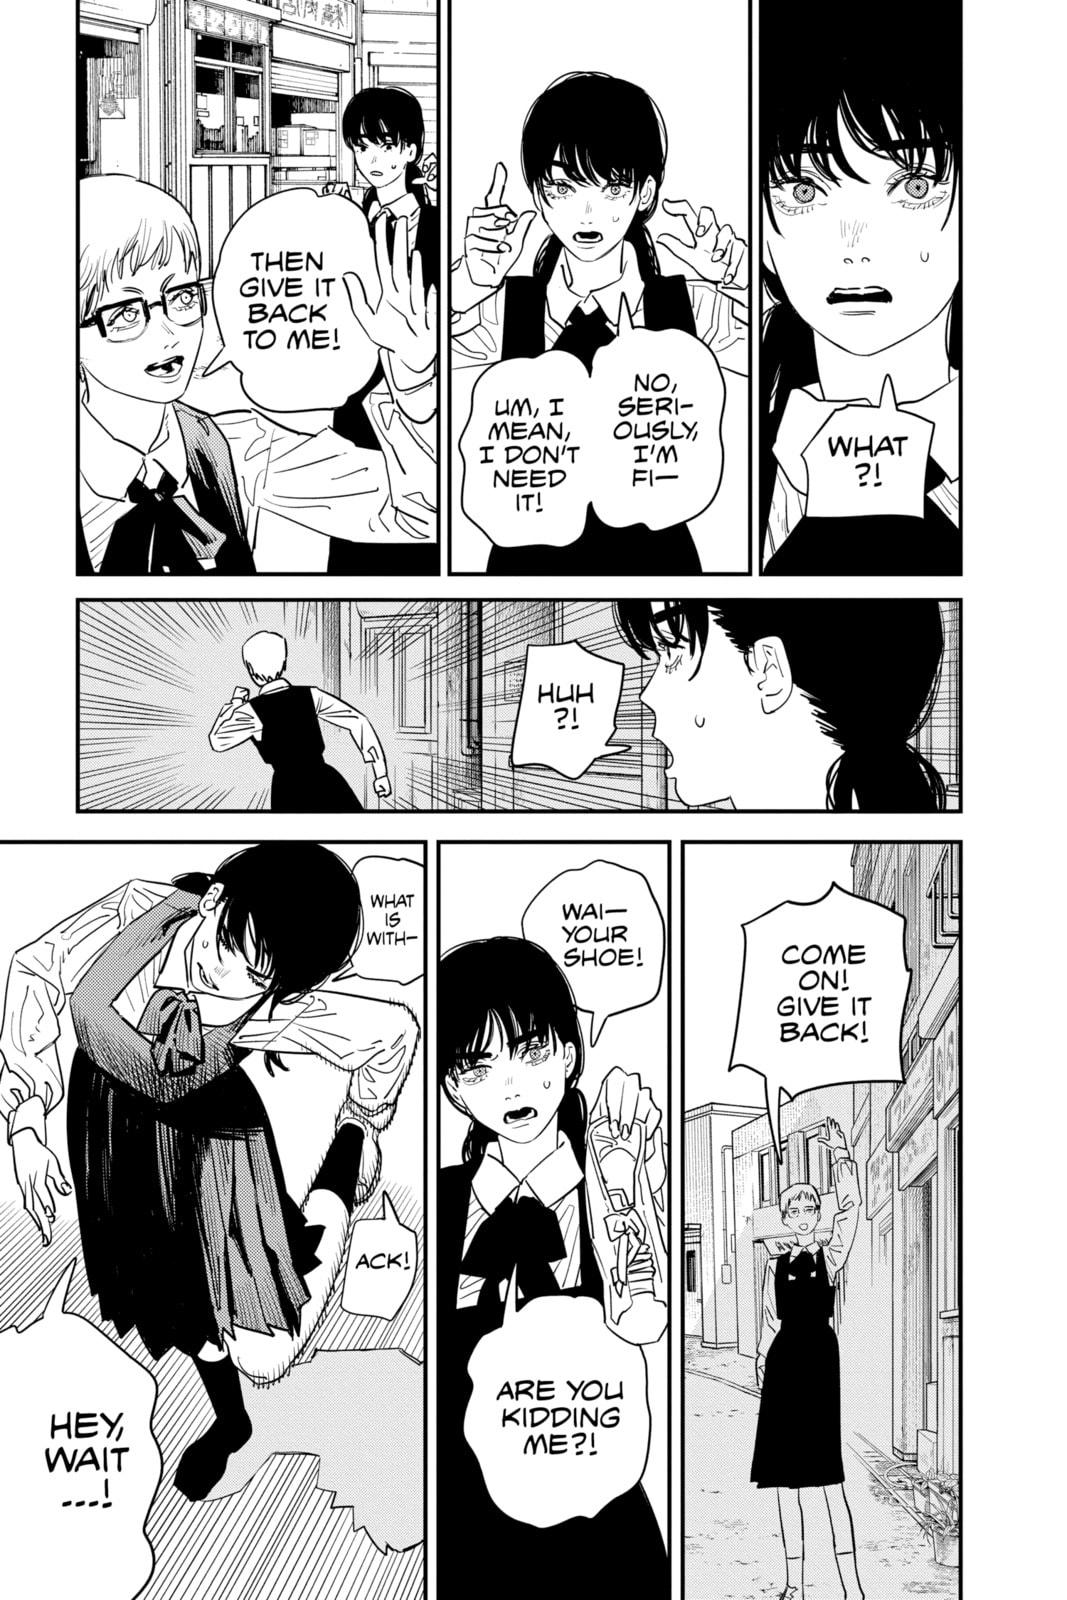 WHAT
?!
NO,
SERI-
OUSLY,
I'M
FI—
UM, I
MEAN,
I DON'T
NEED
IT!
THEN
GIVE IT
BACK
TO ME!
HUH
?!
COME
ON!
GIVE IT
BACK!
WAI—
YOUR
SHOE!
ARE YOU
KIDDING
ME?!
WHAT
IS
WITH—
ACK!
HEY,
WAIT
....!